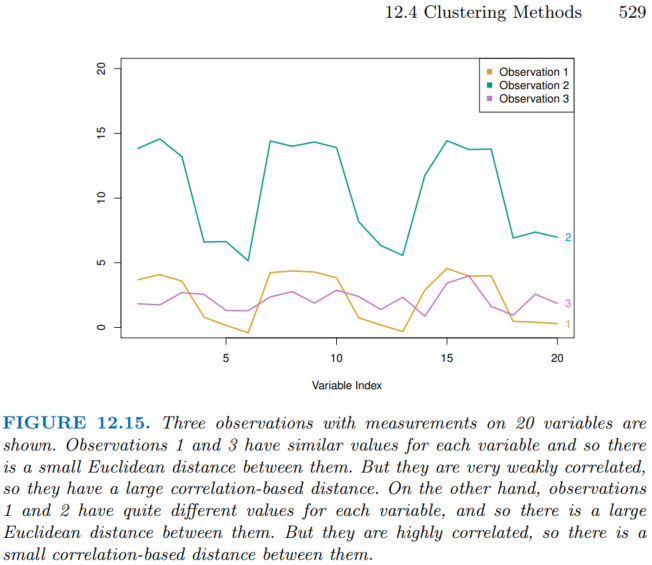 12.4 Clustering Methods 529
20
15
10
5
0
Observation 1
Observation 2
Observation 3
2
3
1
5 10 15 20
Variable Index
FIGURE 12.15. Three observations with measurements on 20 variables are
shown. Observations 1 and 3 have similar values for each variable and so there
is a small Euclidean distance between them. But they are very weakly correlated,
so they have a large correlation-based distance. On the other hand, observations
1 and 2 have quite different values for each variable, and so there is a large
Euclidean distance between them. But they are highly correlated, so there is a
small correlation-based distance between them.